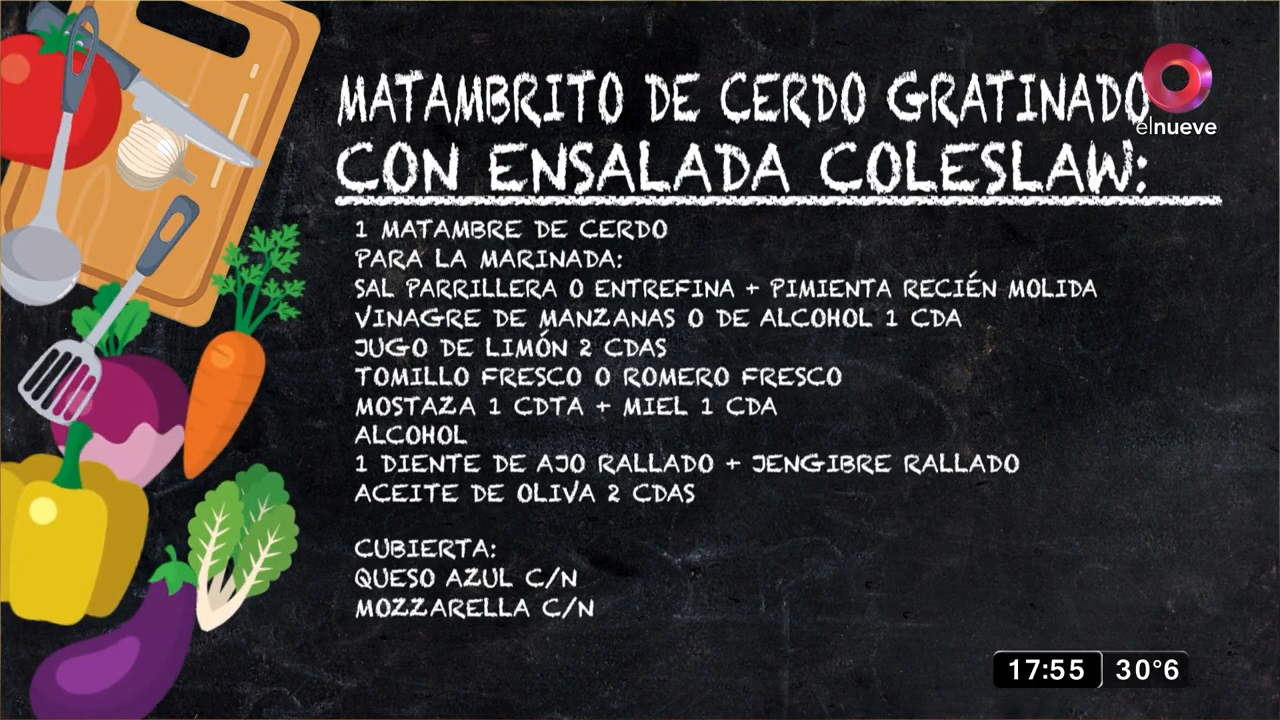 MATAMBRITO DE CERDO GRATINADO
elnueve
CON ENSALADA COLESLAW:
1 MATAMBRE DE CERDO
PARA LA MARINADA:
SAL PARRILLERA O ENTREFINA + PIMIENTA RECIÉN MOLIDA
VINAGRE DE MANZANAS O DE ALCOHOL 1 CDA
JUGO DE LIMÓN 2 CDAS
TOMILLO FRESCO O ROMERO FRESCO
MOSTAZA 1 CDTA + MIEL 1 CDA
ALCOHOL
1 DIENTE DE AJO RALLADO + JENGIBRE RALLADO
ACEITE DE OLIVA 2 CDAS
CUBIERTA:
QUESO AZUL C/N
MOZZARELLA C/N
17:55 30°6